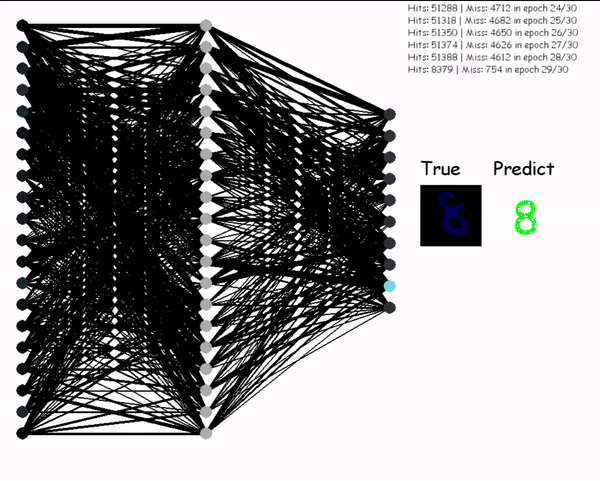 Hits: 51288 | Miss: 4712 in epoch 24/30
Hits: 51318 | Miss: 4682 in epoch 25/30
Hits: 51350 | Miss: 4650 in epoch 26/30
Hits: 51374 | Miss: 4626 in epoch 27/30
Hits: 51388 | Miss: 4612 in epoch 28/30
Hits: 8379 | Miss: 754 in epoch 29/30
True Predict
8 8